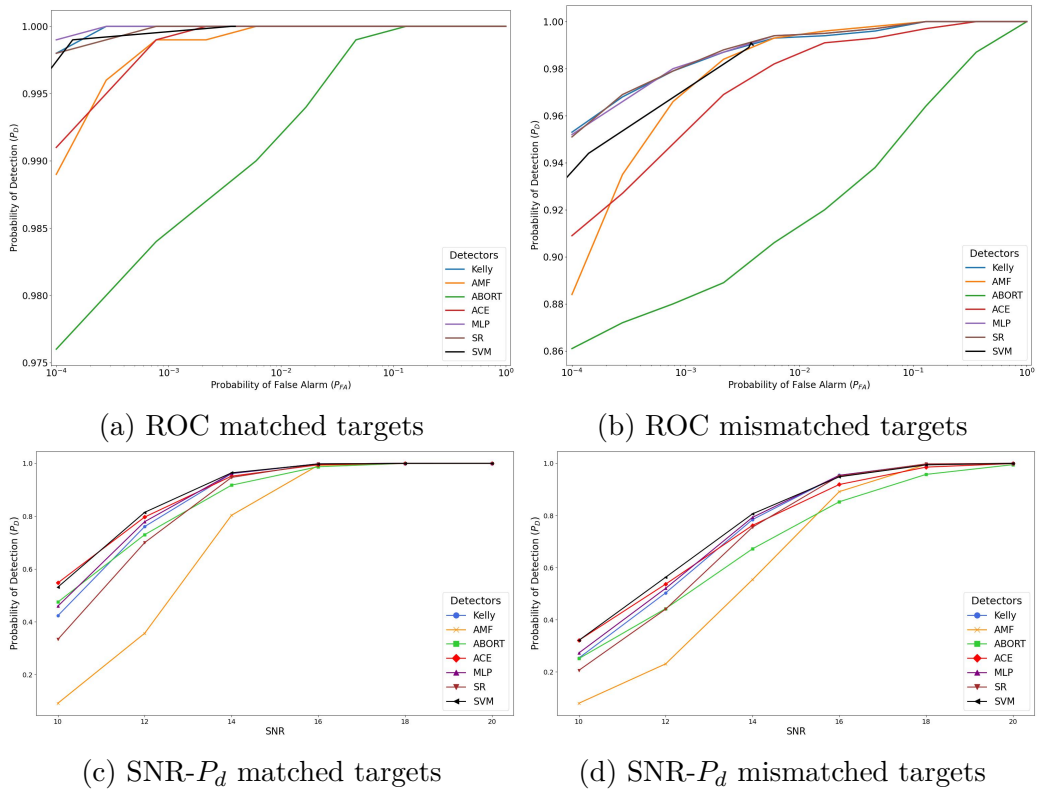 1.000
0.995
0.990
0.985
0.980
0.975
Probability of Detection (P_D)
10^{-4} 10^{-3} 10^{-2} 10^{-1} 10^0
Probability of False Alarm (P_{FA})
Detectors
Kelly
AMF
ABORT
ACE
MLP
SR
SVM
(a) ROC matched targets
1.00
0.98
0.96
0.94
0.92
0.90
0.88
0.86
Probability of Detection (P_D)
10^{-4} 10^{-3} 10^{-2} 10^{-1} 10^0
Probability of False Alarm (P_{FA})
Detectors
Kelly
AMF
ABORT
ACE
MLP
SR
SVM
(b) ROC mismatched targets
1.0
0.8
0.6
0.4
0.2
Probability of Detection (P_D)
10 12 14 16 18 20
SNR
Detectors
Kelly
AMF
ABORT
ACE
MLP
SR
SVM
(c) SNR-P_d matched targets
1.0
0.8
0.6
0.4
0.2
Probability of Detection (P_D)
10 12 14 16 18 20
SNR
Detectors
Kelly
AMF
ABORT
ACE
MLP
SR
SVM
(d) SNR-P_d mismatched targets